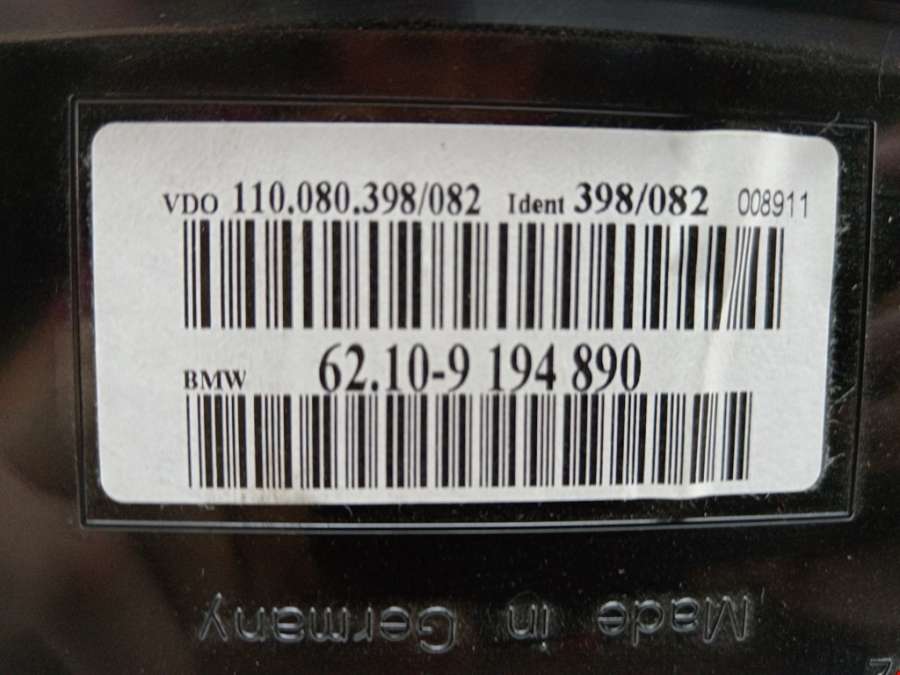 VDO 110.080.398/082 Ident 398/082 008911
BMW 62.10-9 194 890
Made in Germany